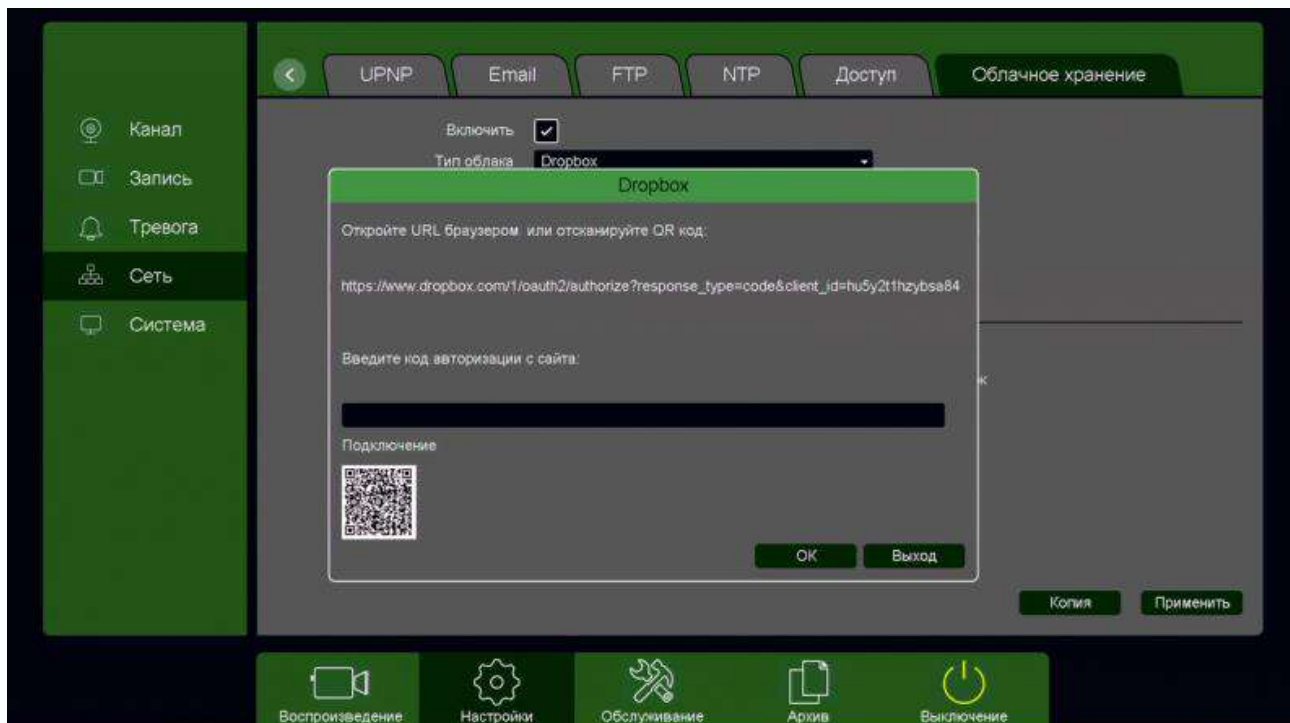 UPNP
Email
FTP
NTP
Доступ
Облачное хранение
Канал
Запись
Тревога
Сеть
Система
Включить
Тип облака Dropbox
Dropbox
Откройте URL браузером или отсканируйте QR код:
https://www.dropbox.com/1/oauth2/authorize?response_type=code&client_id=hu5y2t1hzybsa84
Введите код авторизации с сайта:
Подключение
OK
Выход
Копия
Применить
Воспроизведение
Настройки
Обслуживание
Архив
Выключение